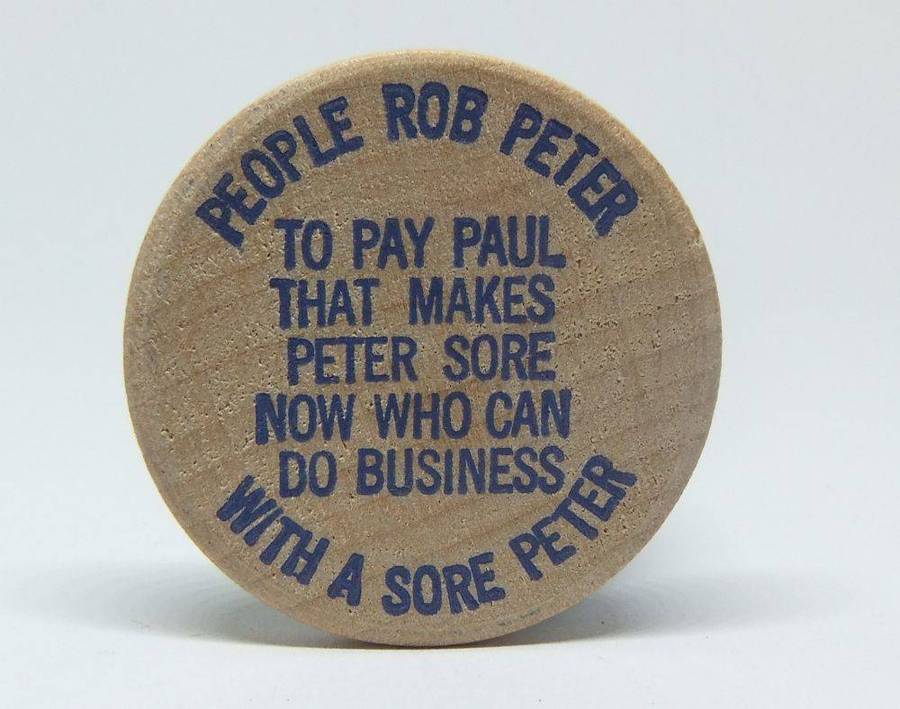 PEOPLE ROB PETER
TO PAY PAUL
THAT MAKES
PETER SORE
NOW WHO CAN
DO BUSINESS
WITH A SORE PETER